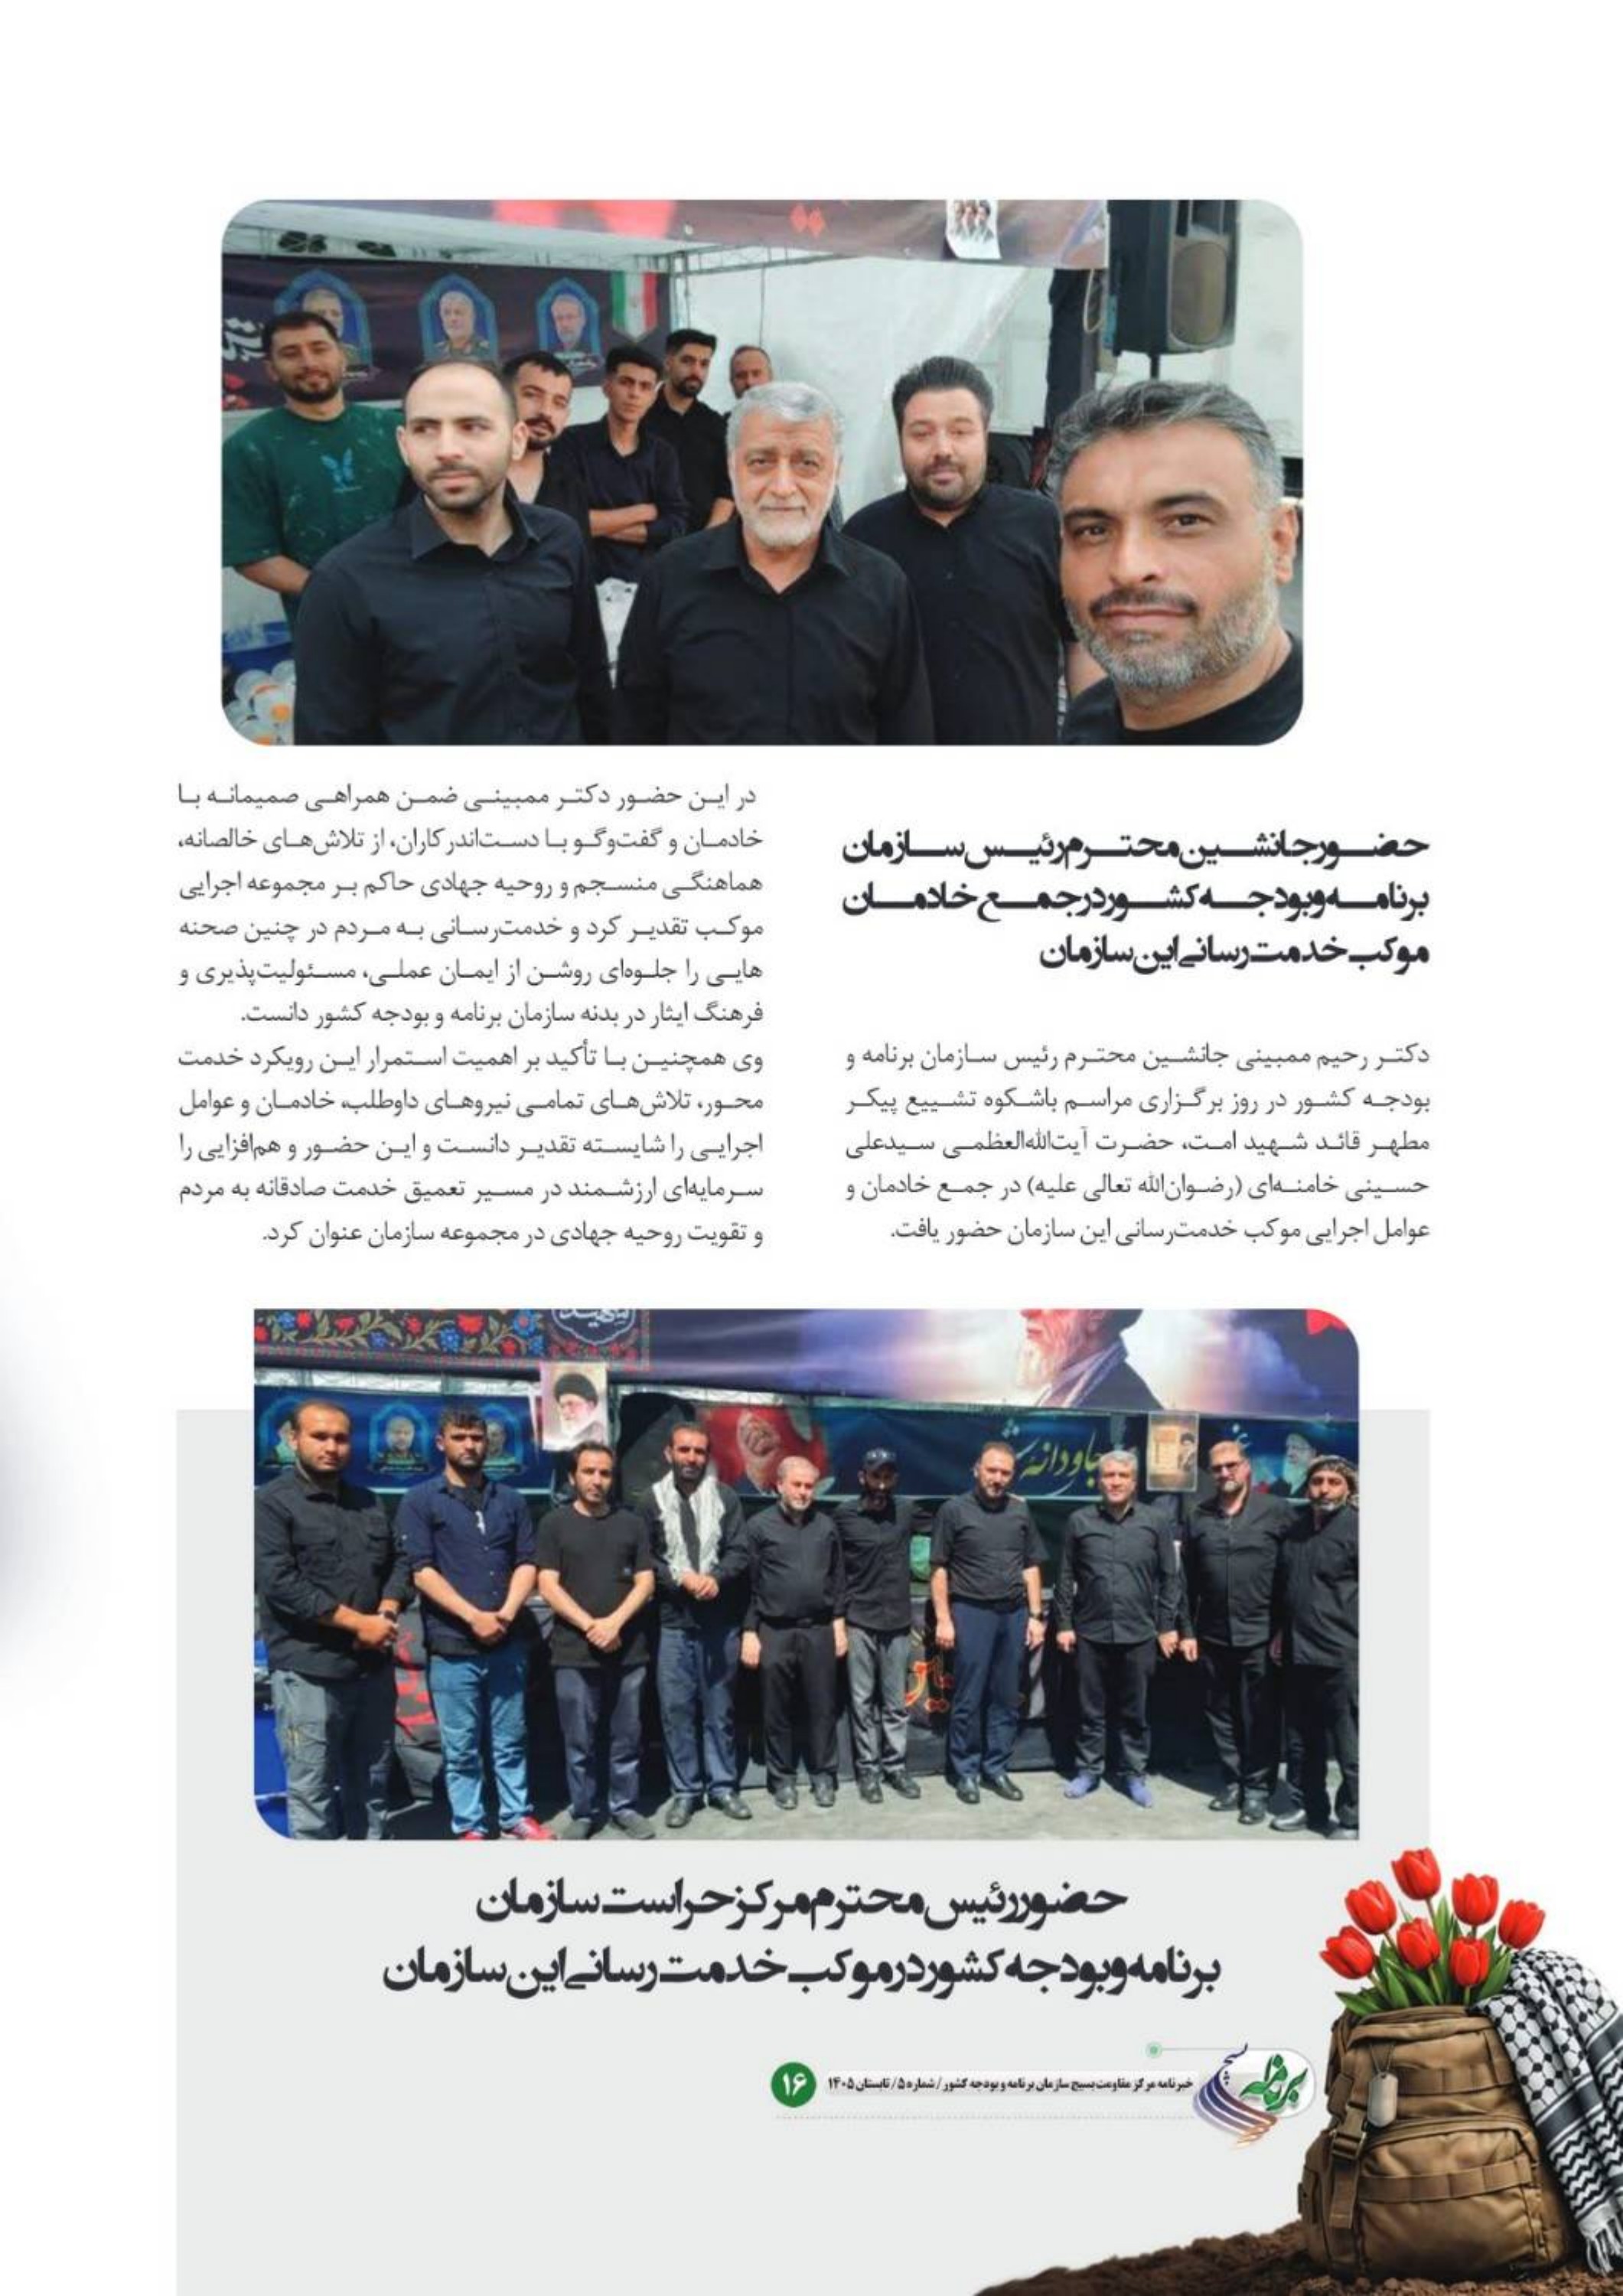 حضور جانشین محترم رئیس سازمان
برنامه و بودجه کشور در جمع خادمان
موکب خدمت‌رسانی این سازمان
دکتر رحیم ممبینی جانشین محترم رئیس سازمان برنامه و
بودجه کشور در روز برگزاری مراسم باشکوه تشییع پیکر
مطهر قائد شهید امت، حضرت آیت‌الله‌العظمی سیدعلی
حسینی خامنه‌ای (رضوان‌الله تعالی علیه) در جمع خادمان و
عوامل اجرایی موکب خدمت‌رسانی این سازمان حضور یافت.
در این حضور دکتر ممبینی ضمن همراهی صمیمانه با
خادمان و گفت‌وگو با دست‌اندرکاران، از تلاش‌های خالصانه،
هماهنگی منسجم و روحیه جهادی حاکم بر مجموعه اجرایی
موکب تقدیر کرد و خدمت‌رسانی به مردم در چنین صحنه
هایی را جلوه‌ای روشن از ایمان عملی، مسئولیت‌پذیری و
فرهنگ ایثار در بدنه سازمان برنامه و بودجه کشور دانست.
وی همچنین با تأکید بر اهمیت استمرار این رویکرد خدمت
محور، تلاش‌های تمامی نیروهای داوطلب، خادمان و عوامل
اجرایی را شایسته تقدیر دانست و این حضور و هم‌افزایی را
سرمایه‌ای ارزشمند در مسیر تعمیق خدمت صادقانه به مردم
و تقویت روحیه جهادی در مجموعه سازمان عنوان کرد.
جاودانه
حضور رئیس محترم مرکز حراست سازمان
برنامه و بودجه کشور در موکب خدمت‌رسانی این سازمان
برنامه بسیج
خبرنامه مرکز مقاومت بسیج سازمان برنامه و بودجه کشور / شماره ۵ / تابستان ۱۴۰۵
۱۶